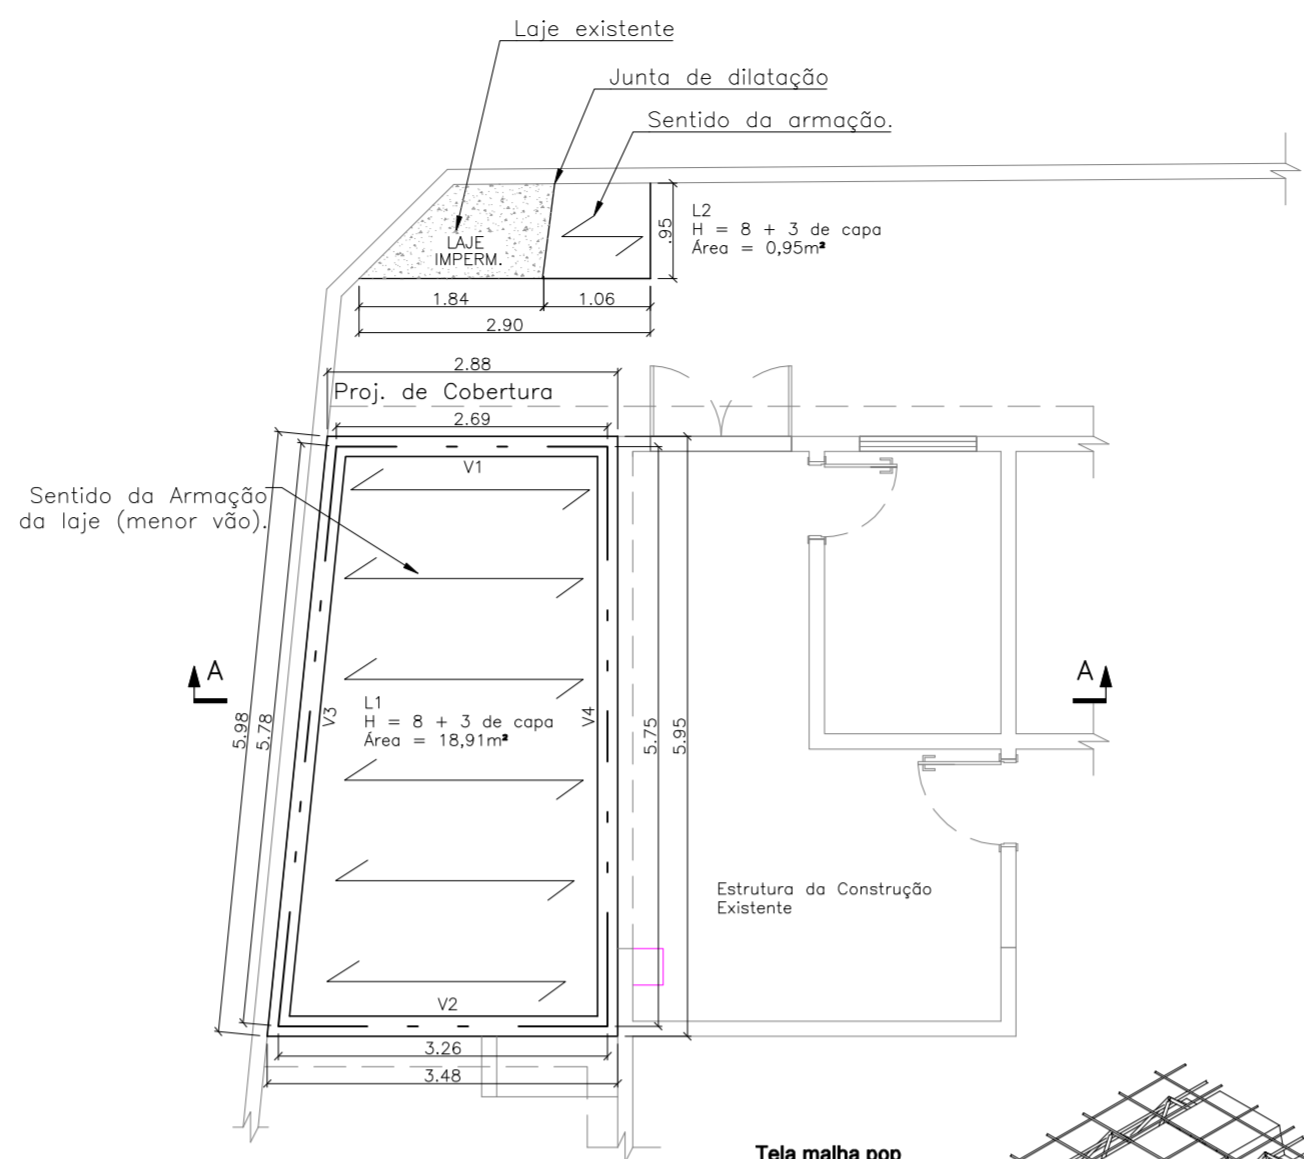 Laje existente
Junta de dilatação
Sentido da armação.
L2
H = 8 + 3 de capa
Área = 0,95m²
.95
LAJE
IMPERM.
1.84
1.06
2.90
2.88
Proj. de Cobertura
2.69
V1
Sentido da Armação
da laje (menor vão).
A
A
L1
H = 8 + 3 de capa
Área = 18,91m²
V3
V4
5.98
5.78
5.75
5.95
Estrutura da Construção
Existente
V2
3.26
3.48
Tela malha pop